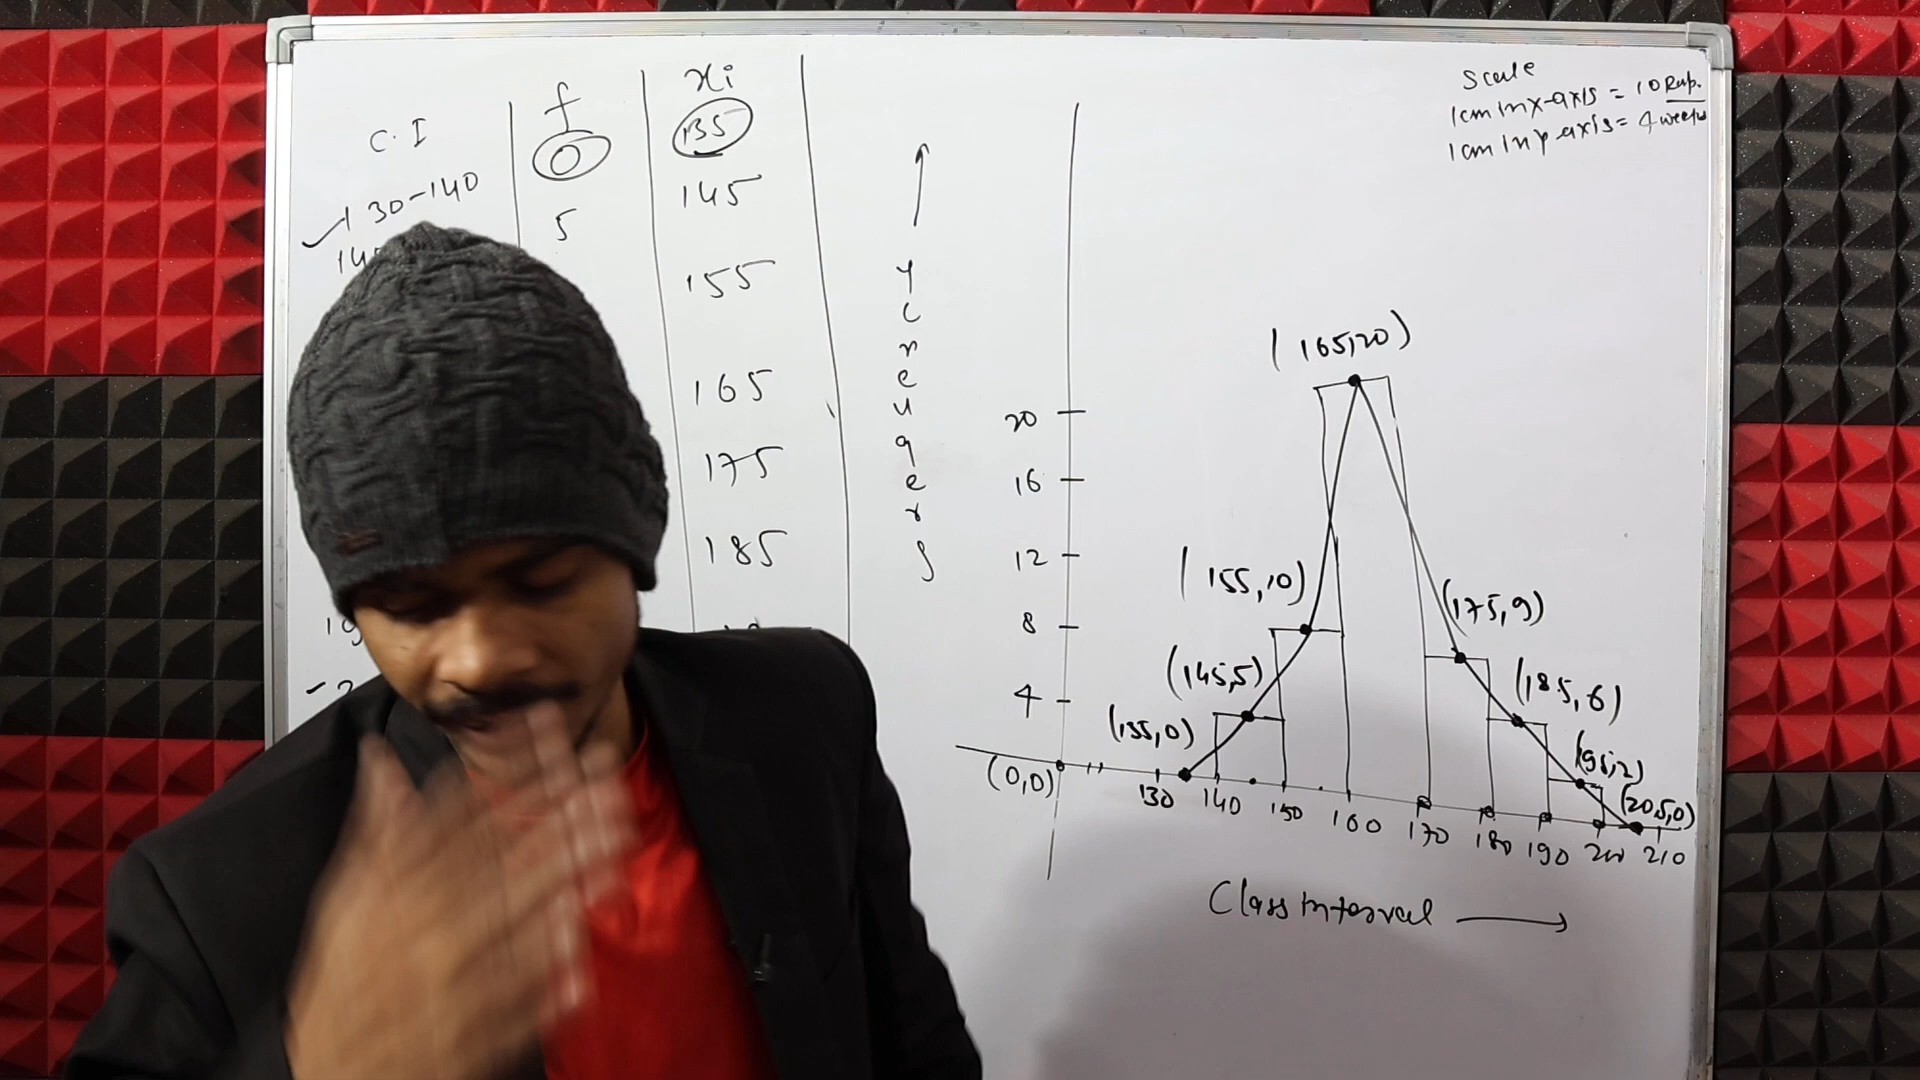 C.I
f
xi
130-140
0
135
5
145
155
165
175
185
f
r
e
q
u
e
n
c
y
Scale
1cm in x-axis = 10 Rup.
1cm in y axis = 4 weeks
20
16
12
8
4
(0,0)
(165,20)
(155,10)
(145,5)
(135,0)
(175,9)
(185,6)
(195,2)
(205,0)
130 140 150 160 170 180 190 200 210
Class interval